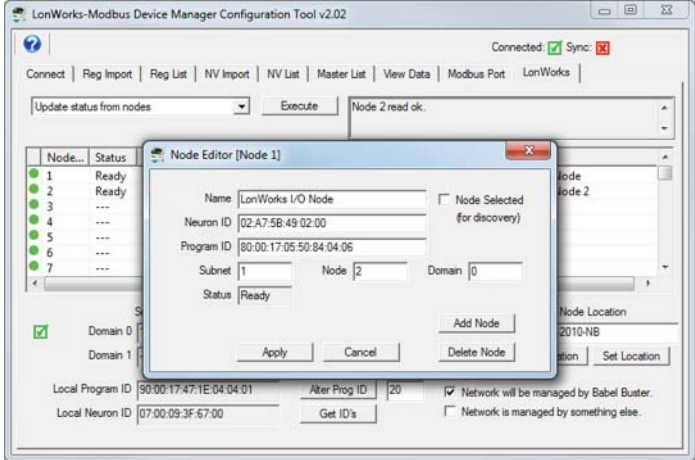 LonWorks-Modbus Device Manager Configuration Tool v2.02
Connected: Sync:
Connect Reg Import Reg List NV Import NV List Master List View Data Modbus Port LonWorks
Update status from nodes Execute Node 2 read ok.
Node... Status
1 Ready
2 Ready
3 ---
4 ---
5 ---
6 ---
7 ---
Node
Node 2
Node Editor [Node 1]
Name LonWorks I/O Node Node Selected
(for discovery)
Neuron ID 02:A7:5B:49:02:00
Program ID 80:00:17:05:50:84:04:06
Subnet 1 Node 2 Domain 0
Status Ready
Add Node
Apply Cancel Delete Node
Node Location
Domain 0 2010-NB
Domain 1 Set Location
Local Program ID 90:00:17:47:1E:04:04:01 Alter Prog ID 20 Network will be managed by Babel Buster.
Local Neuron ID 07:00:09:3F:67:00 Get ID's Network is managed by something else.